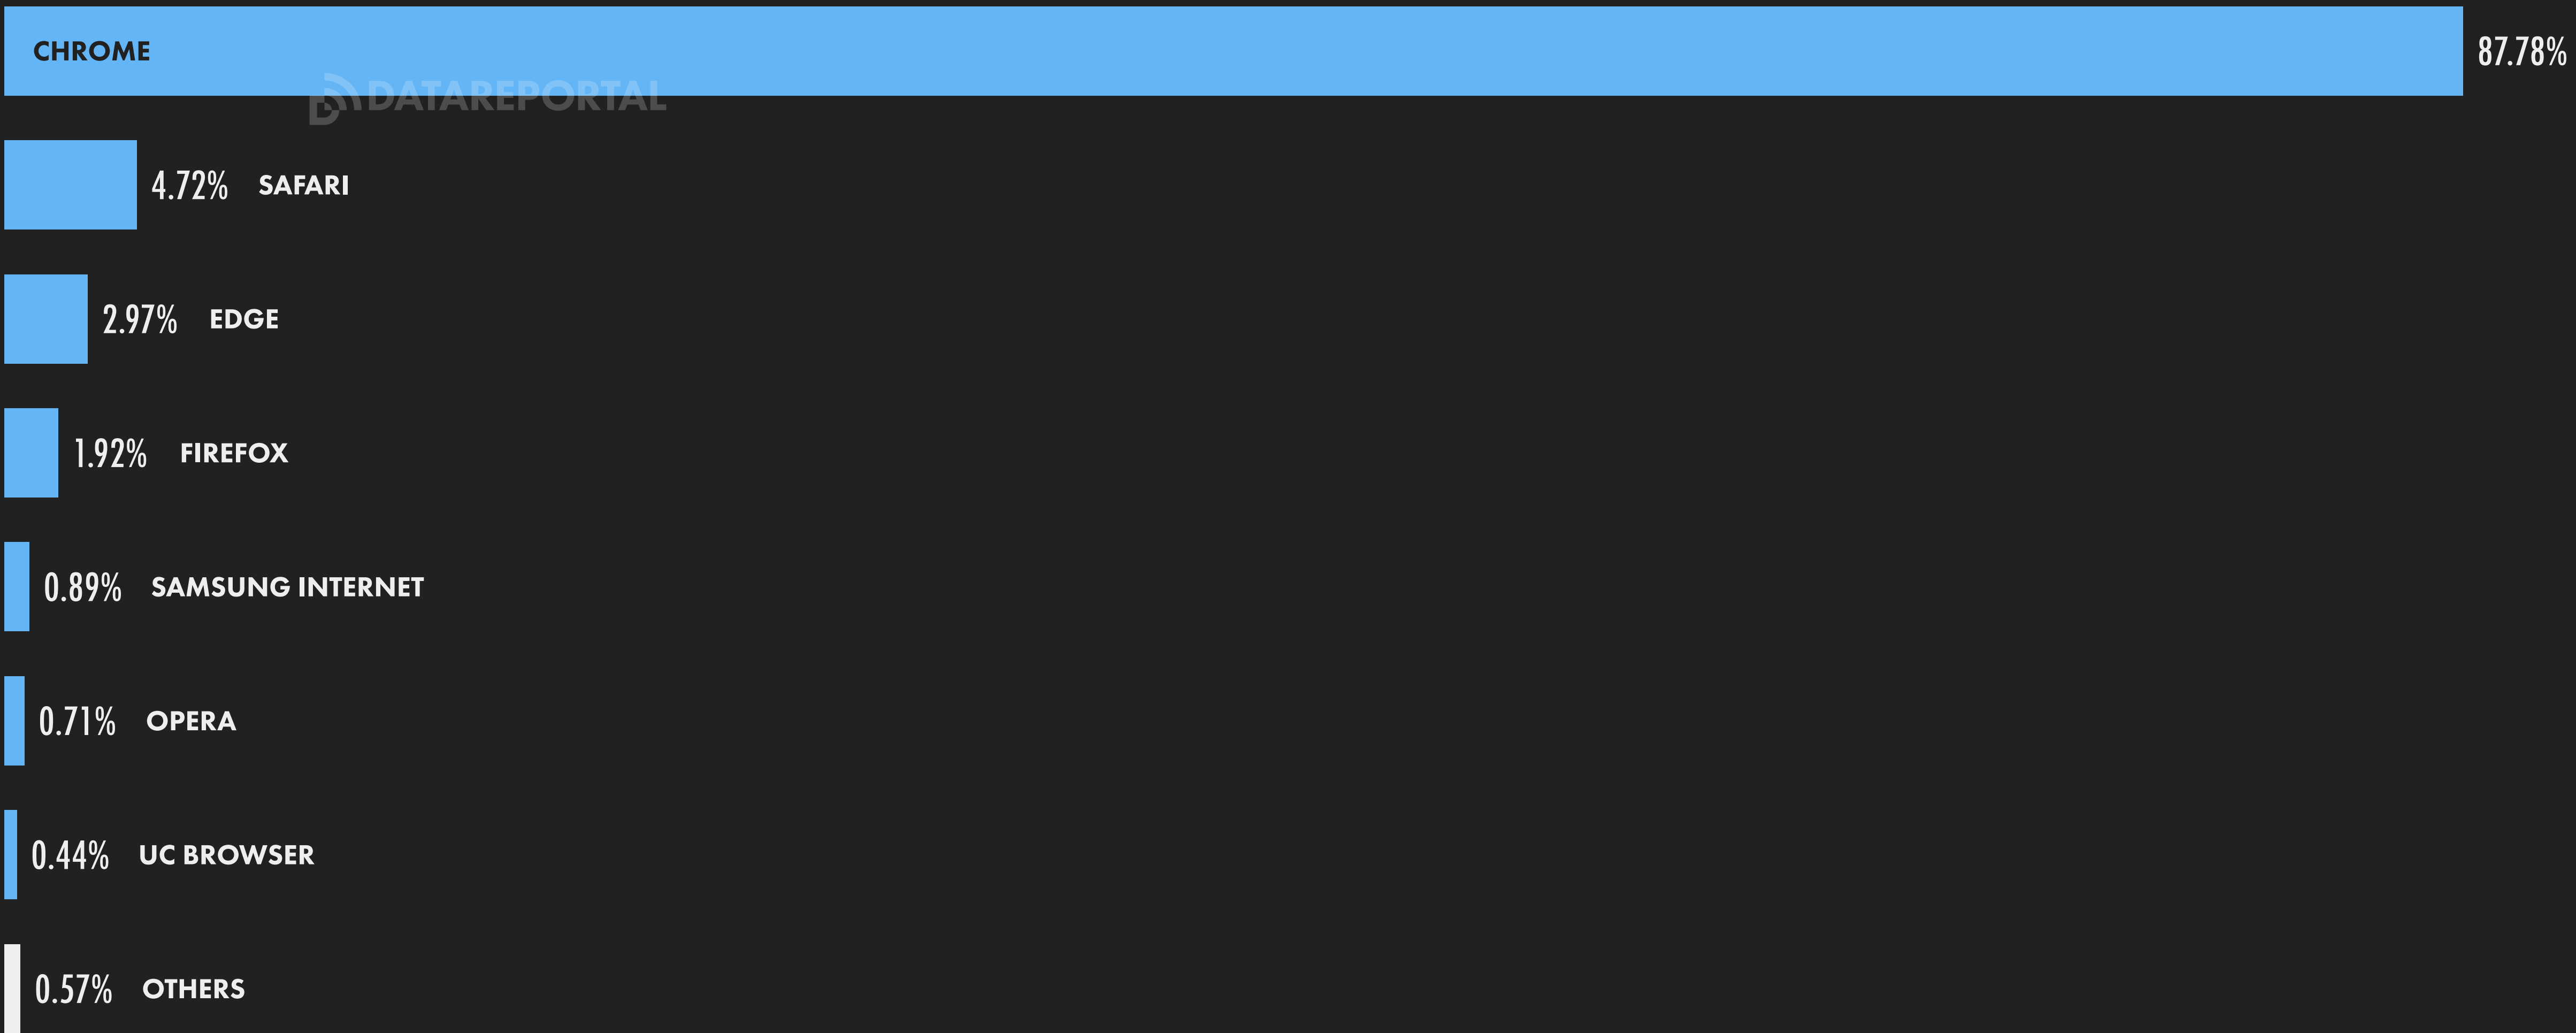 CHROME 87.78%
DATAREPORTAL
4.72% SAFARI
2.97% EDGE
1.92% FIREFOX
0.89% SAMSUNG INTERNET
0.71% OPERA
0.44% UC BROWSER
0.57% OTHERS